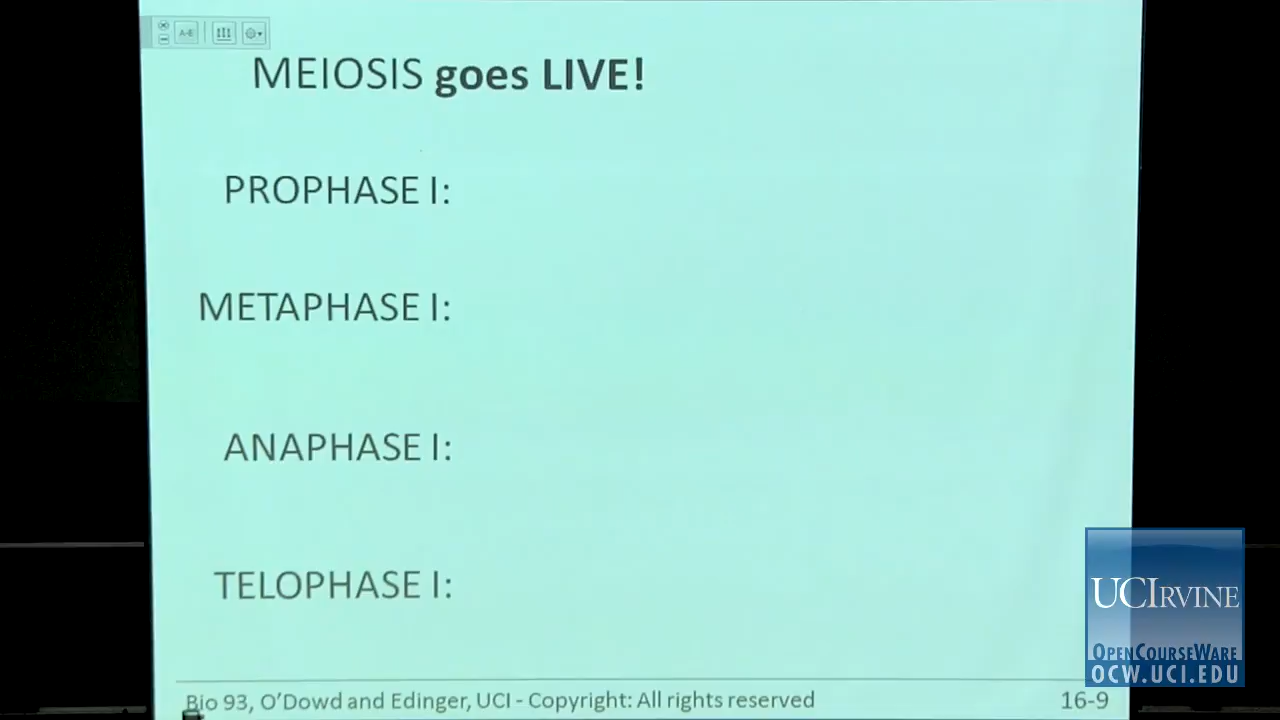 A-E
MEIOSIS goes LIVE!
PROPHASE I:
METAPHASE I:
ANAPHASE I:
TELOPHASE I:
Bio 93, O'Dowd and Edinger, UCI - Copyright: All rights reserved
16-9
UCIRVINE
OPENCOURSEWARE
OCW.UCI.EDU